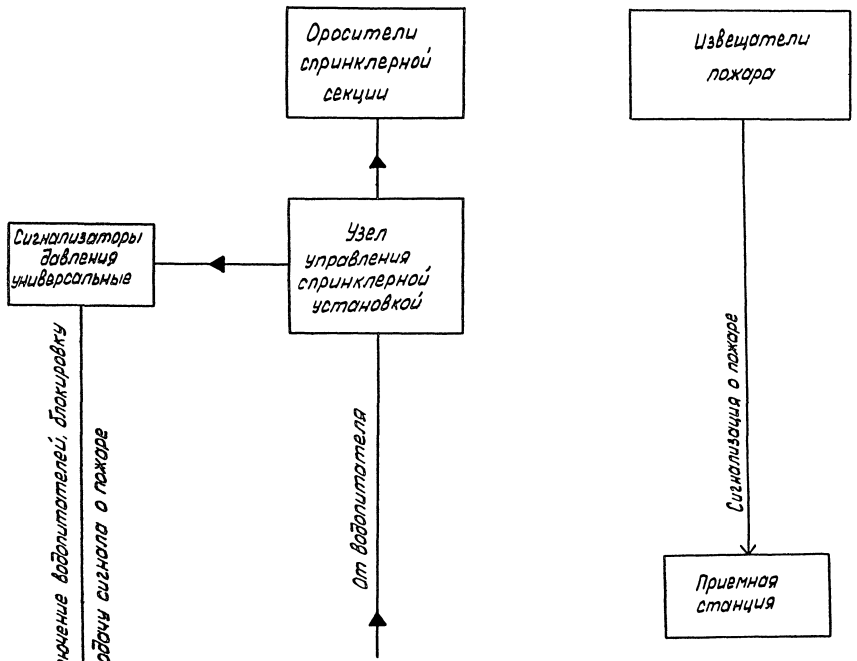 Оросители
спринклерной
секции
Извещатели
пожара
Сигнализаторы
давления
универсальные
Узел
управления
спринклерной
установкой
водопитателей, блокировку
сигнала о пожаре
От водопитателя
Сигнализация о пожаре
Приемная
станция